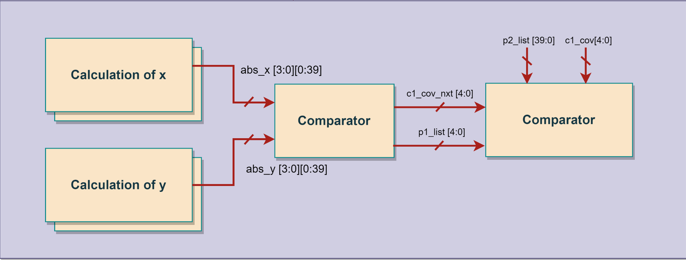 p2_list [39:0] c1_cov[4:0]
Calculation of x
abs_x [3:0][0:39]
c1_cov_nxt [4:0]
Comparator
Comparator
p1_list [4:0]
abs_y [3:0][0:39]
Calculation of y